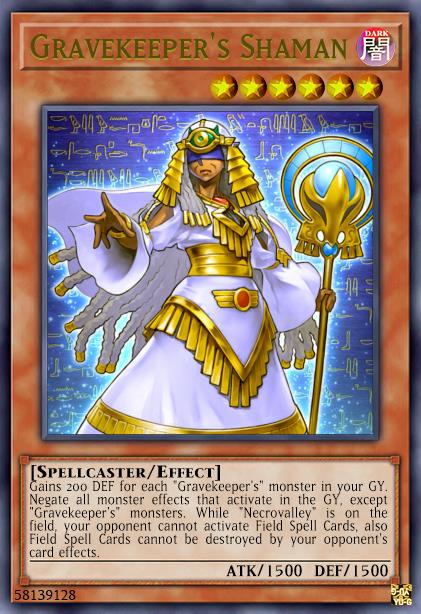 GRAVEKEEPER'S SHAMAN
DARK
闇
[SPELLCASTER/EFFECT]
Gains 200 DEF for each "Gravekeeper's" monster in your GY.
Negate all monster effects that activate in the GY, except
"Gravekeeper's" monsters. While "Necrovalley" is on the
field, your opponent cannot activate Field Spell Cards, also
Field Spell Cards cannot be destroyed by your opponent's
card effects.
ATK/1500 DEF/1500
58139128